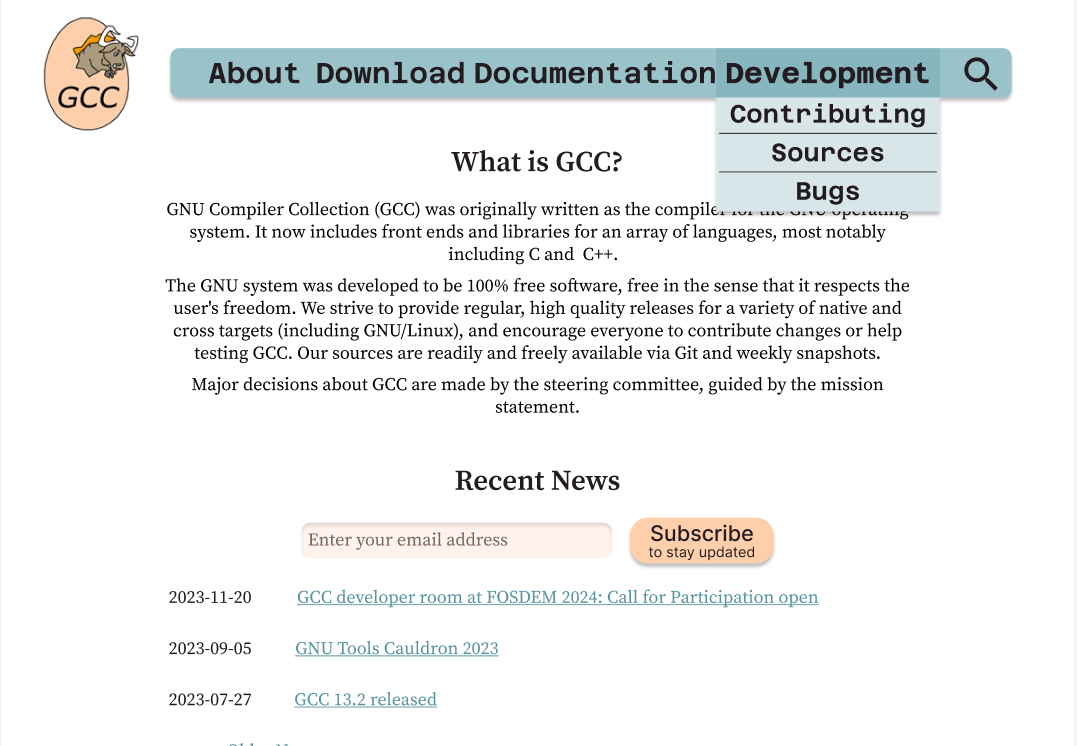 GCC
About Download Documentation Development
Contributing
Sources
Bugs
What is GCC?
GNU Compiler Collection (GCC) was originally written as the compiler for the GNU operating
system. It now includes front ends and libraries for an array of languages, most notably
including C and  C++.
The GNU system was developed to be 100% free software, free in the sense that it respects the
user's freedom. We strive to provide regular, high quality releases for a variety of native and
cross targets (including GNU/Linux), and encourage everyone to contribute changes or help
testing GCC. Our sources are readily and freely available via Git and weekly snapshots.
Major decisions about GCC are made by the steering committee, guided by the mission
statement.
Recent News
Enter your email address
Subscribe
to stay updated
2023-11-20 GCC developer room at FOSDEM 2024: Call for Participation open
2023-09-05 GNU Tools Cauldron 2023
2023-07-27 GCC 13.2 released